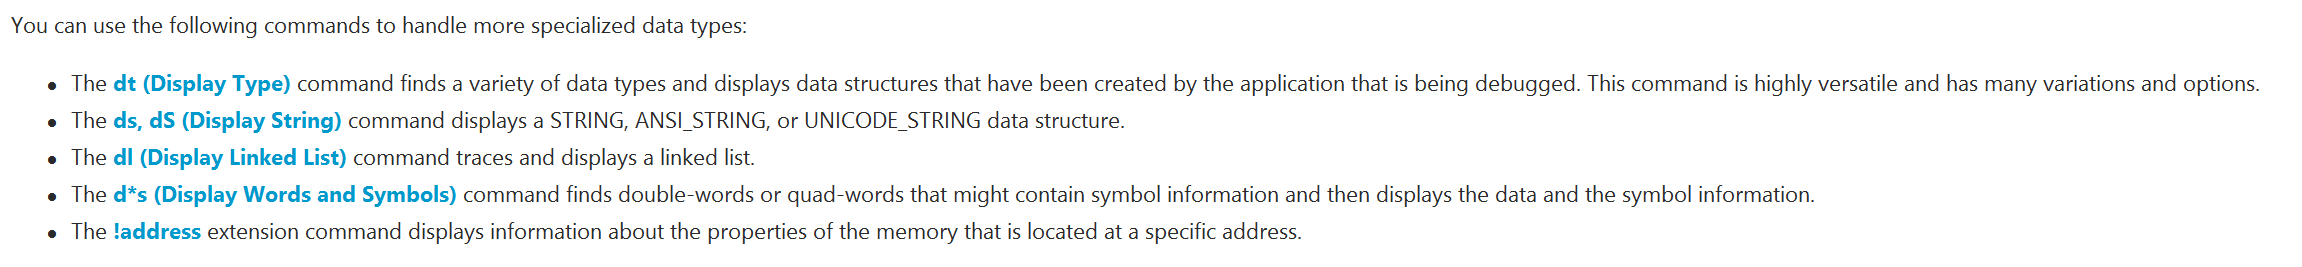 You can use the following commands to handle more specialized data types:
• The dt (Display Type) command finds a variety of data types and displays data structures that have been created by the application that is being debugged. This command is highly versatile and has many variations and options.
• The ds, dS (Display String) command displays a STRING, ANSI_STRING, or UNICODE_STRING data structure.
• The dl (Display Linked List) command traces and displays a linked list.
• The d*s (Display Words and Symbols) command finds double-words or quad-words that might contain symbol information and then displays the data and the symbol information.
• The !address extension command displays information about the properties of the memory that is located at a specific address.